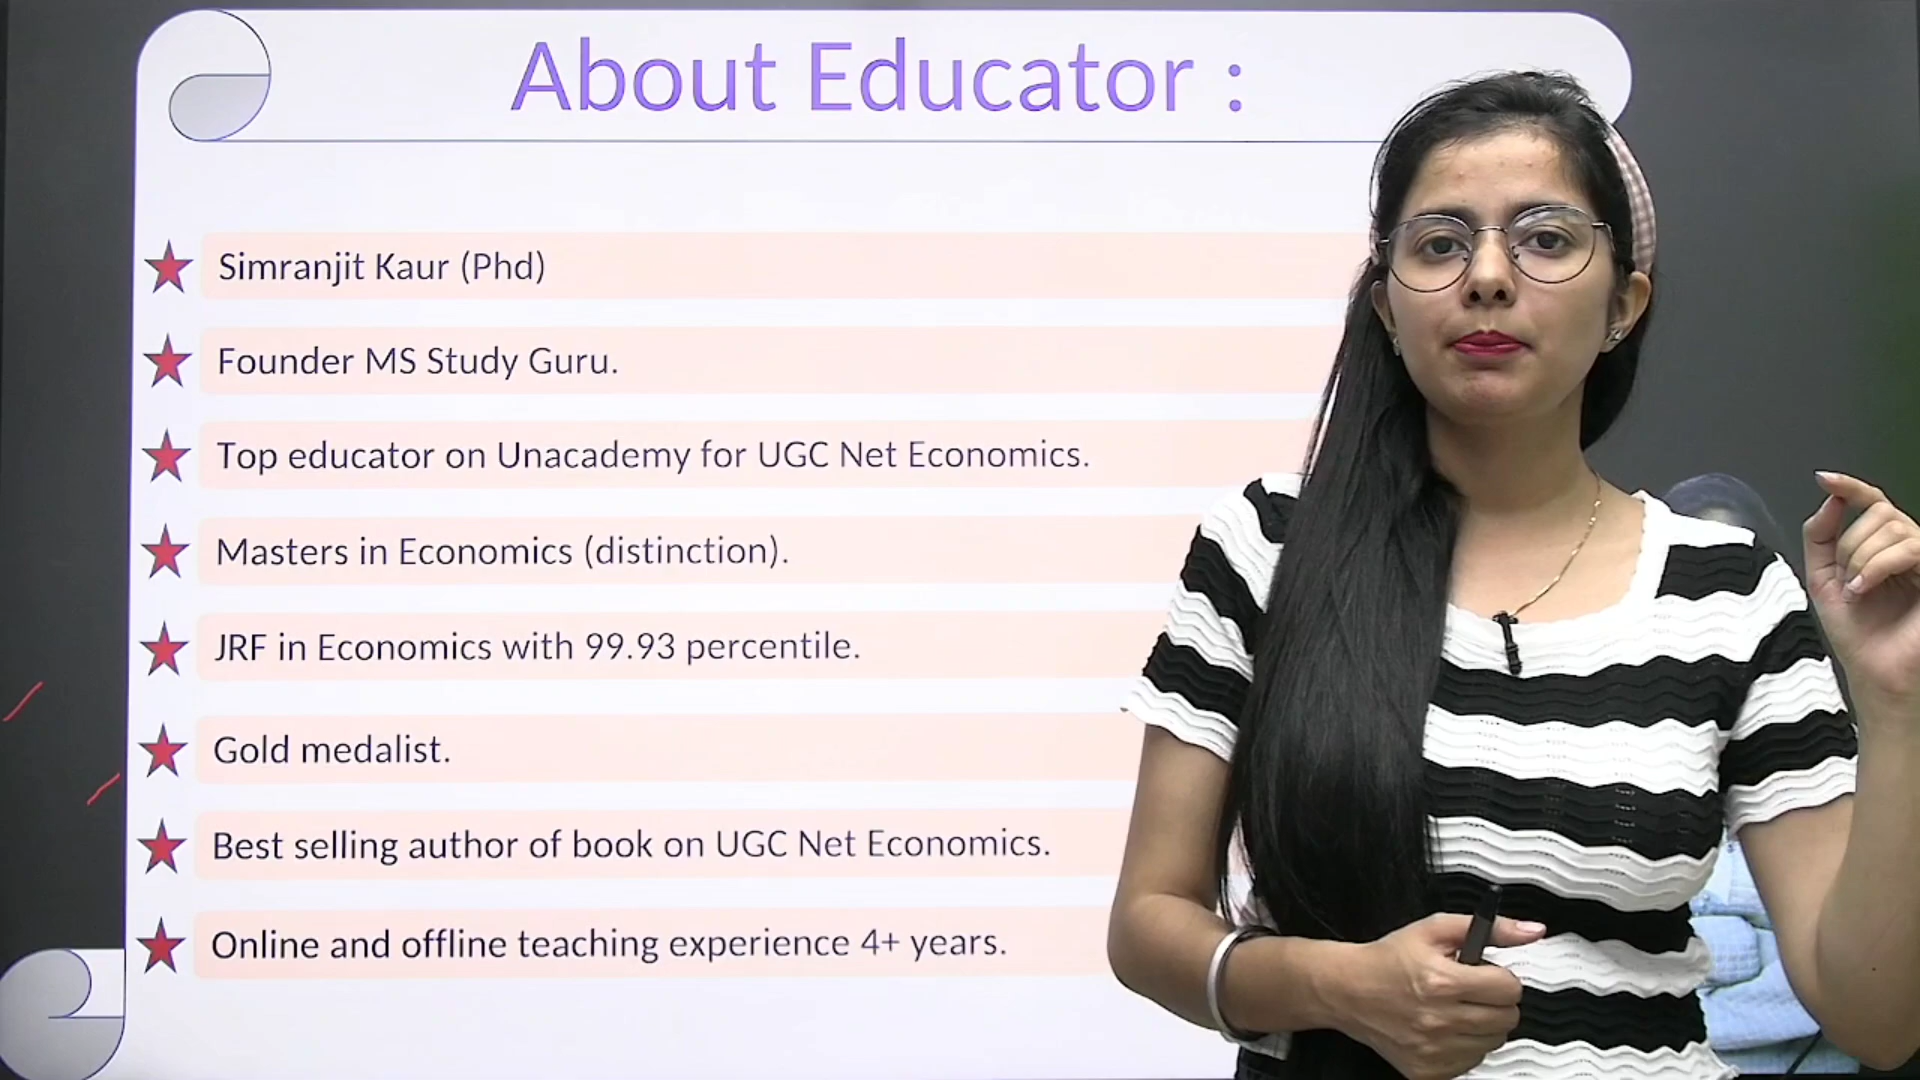 About Educator :
Simranjit Kaur (Phd)
Founder MS Study Guru.
Top educator on Unacademy for UGC Net Economics.
Masters in Economics (distinction).
JRF in Economics with 99.93 percentile.
Gold medalist.
Best selling author of book on UGC Net Economics.
Online and offline teaching experience 4+ years.